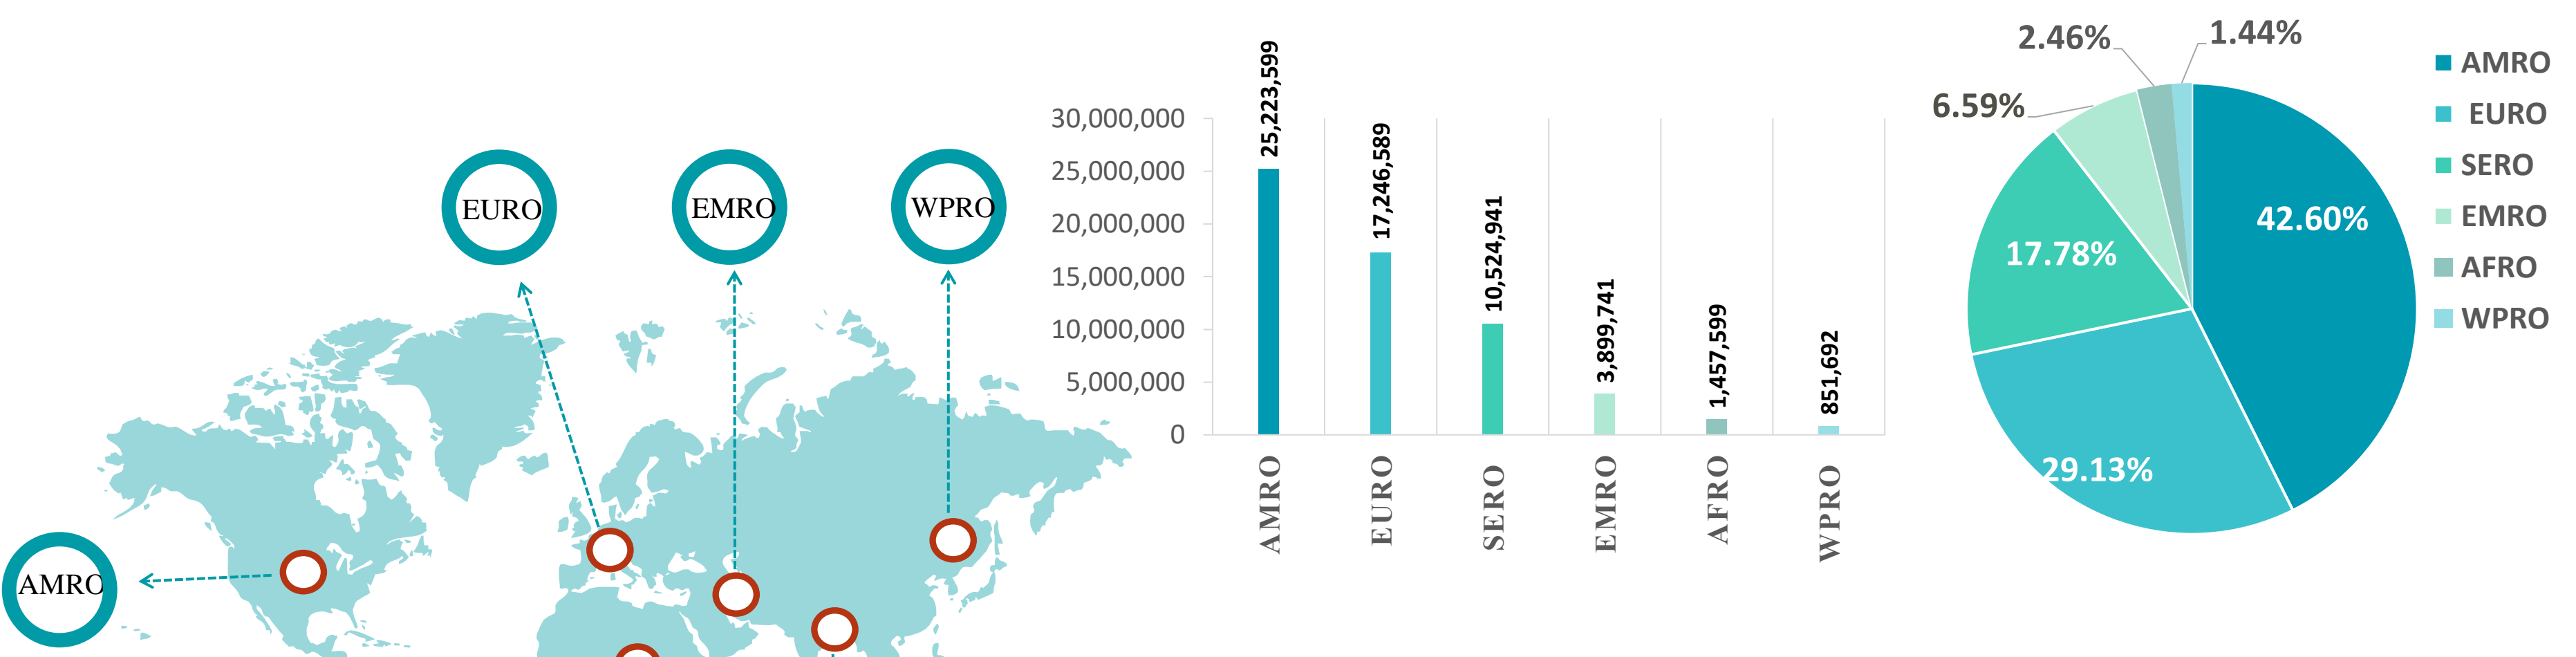 EURO
EMRO
WPRO
AMRO
30,000,000
25,000,000
20,000,000
15,000,000
10,000,000
5,000,000
0
25,223,599
17,246,589
10,524,941
3,899,741
1,457,599
851,692
AMRO
EURO
SERO
EMRO
AFRO
WPRO
2.46%
1.44%
6.59%
42.60%
17.78%
29.13%
AMRO
EURO
SERO
EMRO
AFRO
WPRO